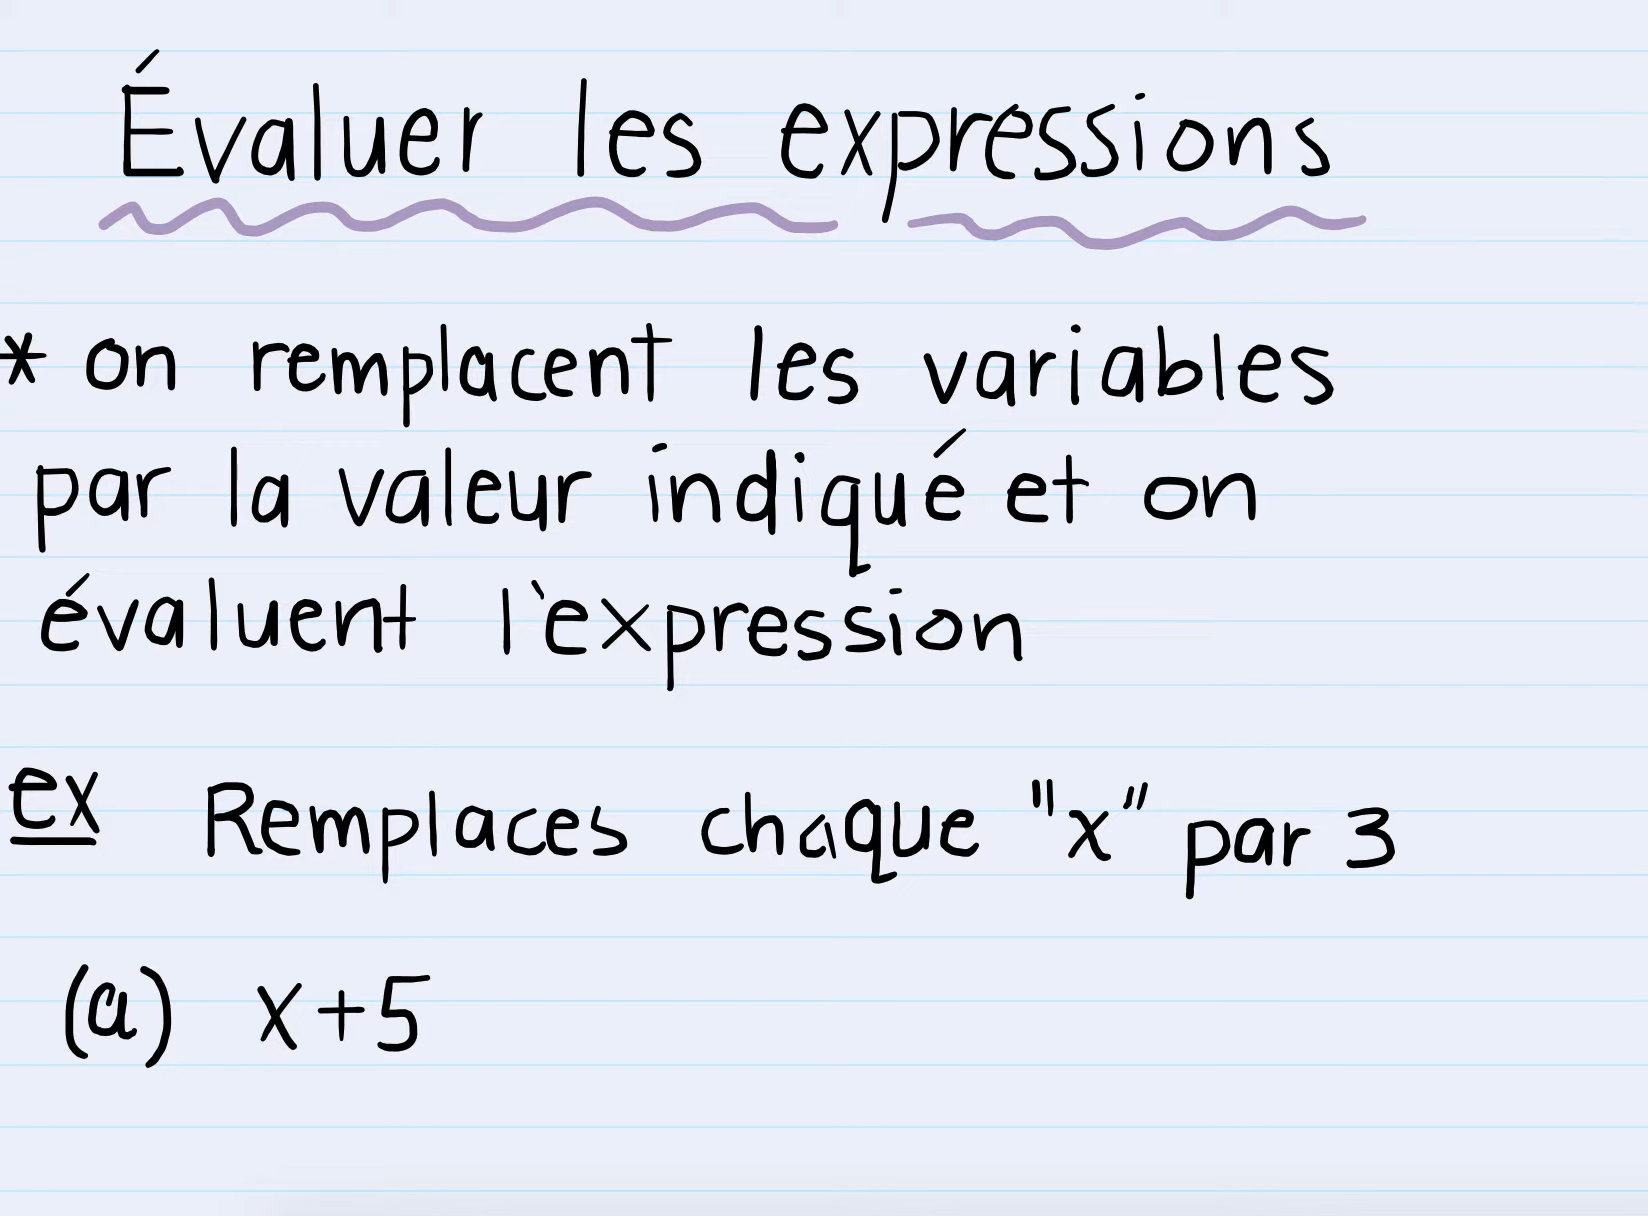 Évaluer les expressions
* on remplacent les variables
par la valeur indiqué et on
évaluent l'expression
ex Remplaces chaque "x" par 3
(a) x+5